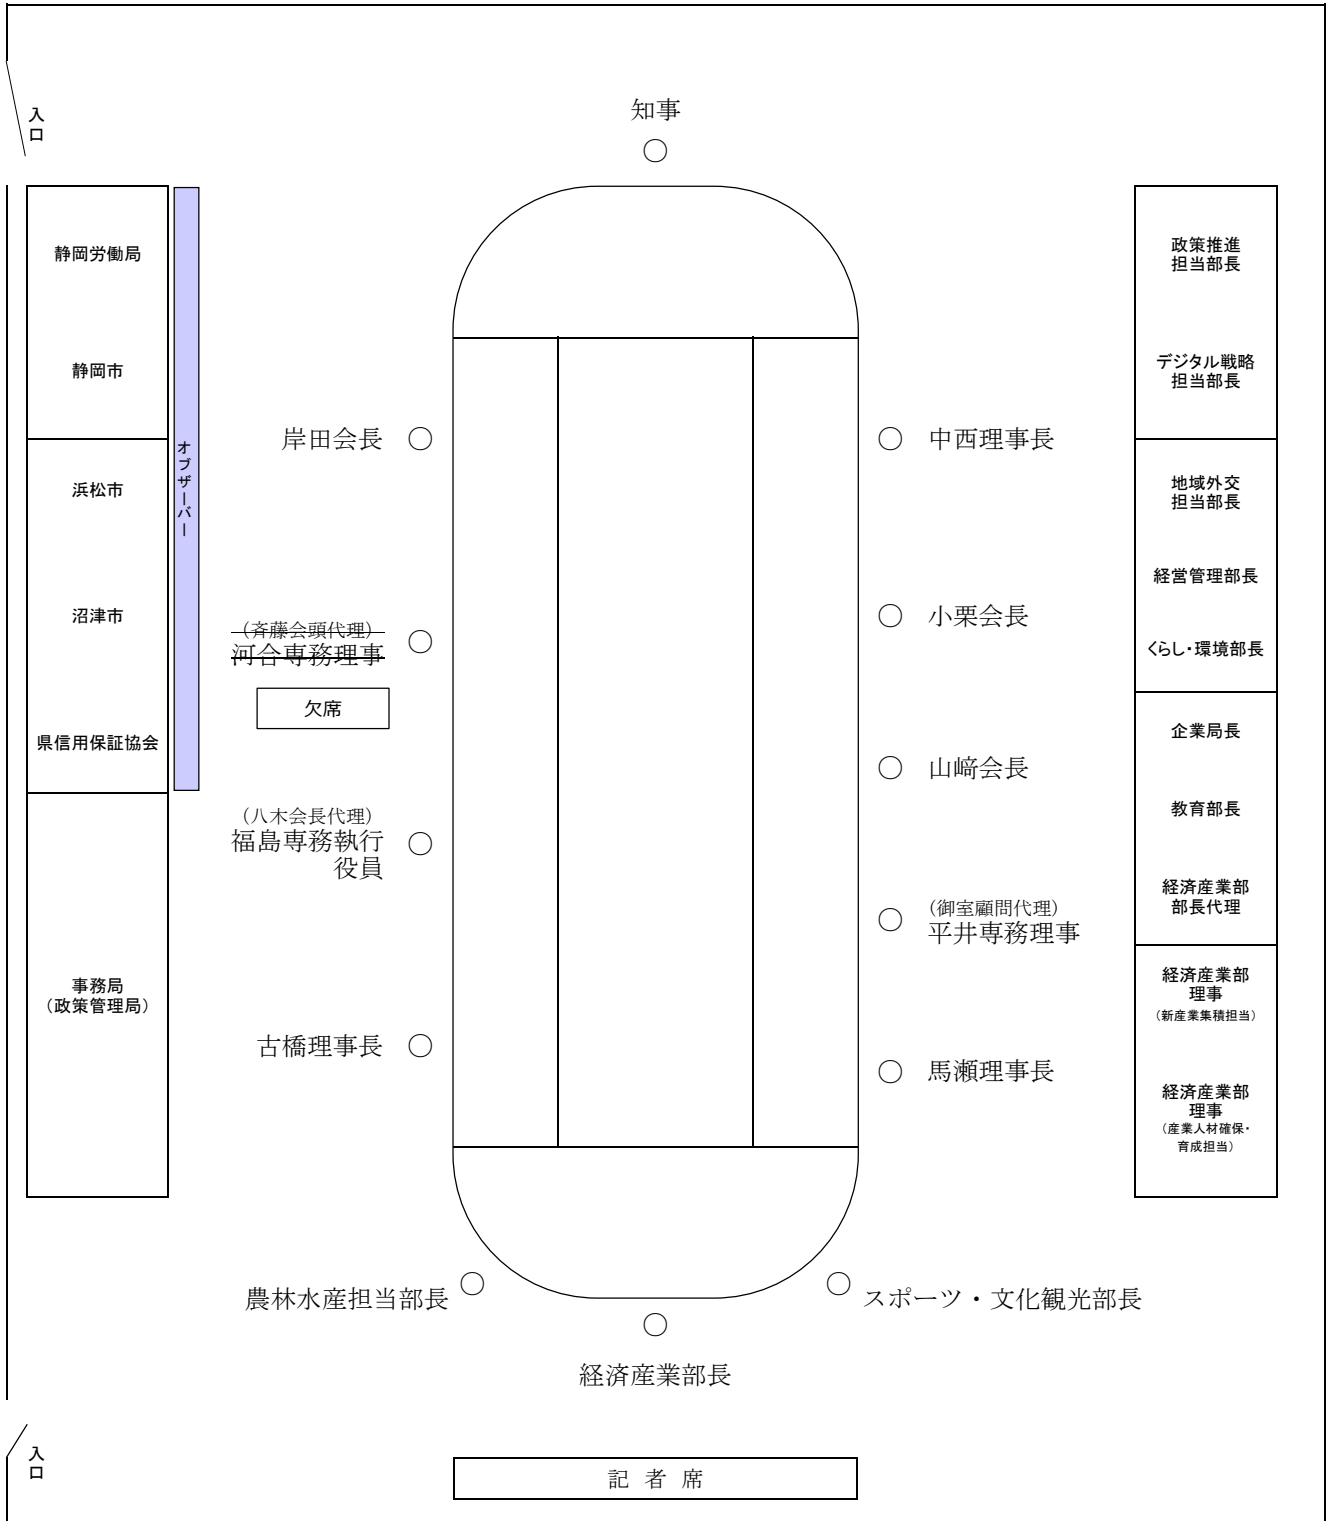 入口
知事
静岡労働局
静岡市
浜松市
沼津市
県信用保証協会
事務局
（政策管理局）
オブザーバー
岸田会長
（斉藤会頭代理）
河合専務理事
欠席
（八木会長代理）
福島専務執行
役員
古橋理事長
中西理事長
小栗会長
山﨑会長
（御室顧問代理）
平井専務理事
馬瀬理事長
政策推進
担当部長
デジタル戦略
担当部長
地域外交
担当部長
経営管理部長
くらし・環境部長
企業局長
教育部長
経済産業部
部長代理
経済産業部
理事
（新産業集積担当）
経済産業部
理事
（産業人材確保・
育成担当）
農林水産担当部長
スポーツ・文化観光部長
経済産業部長
入口
記者席